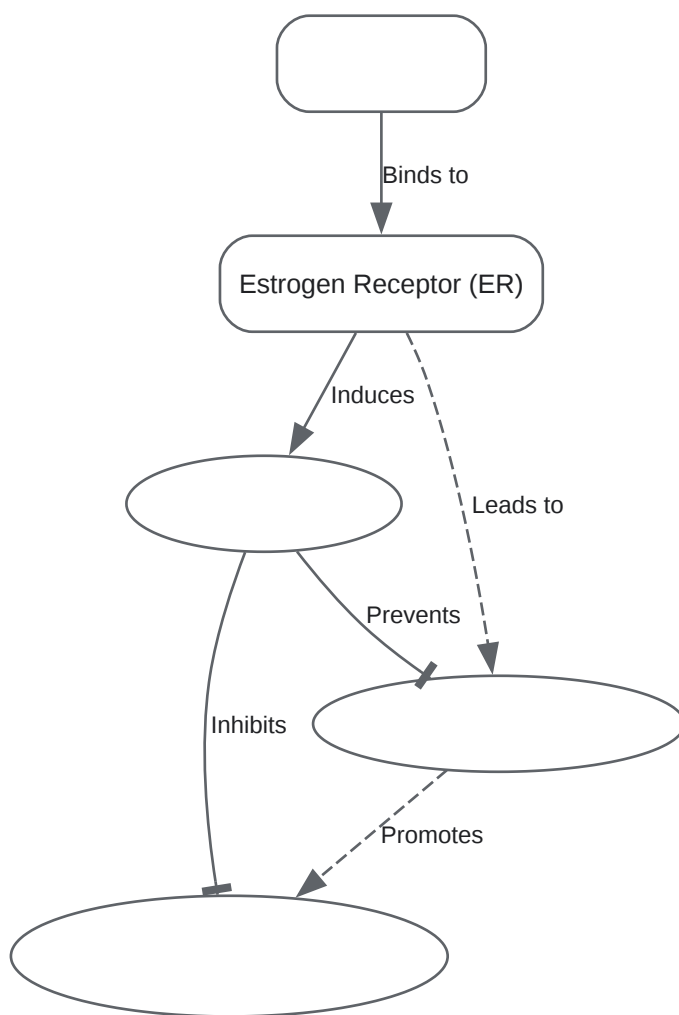 Binds to
Estrogen Receptor (ER)
Induces
Leads to
Prevents
Inhibits
Promotes